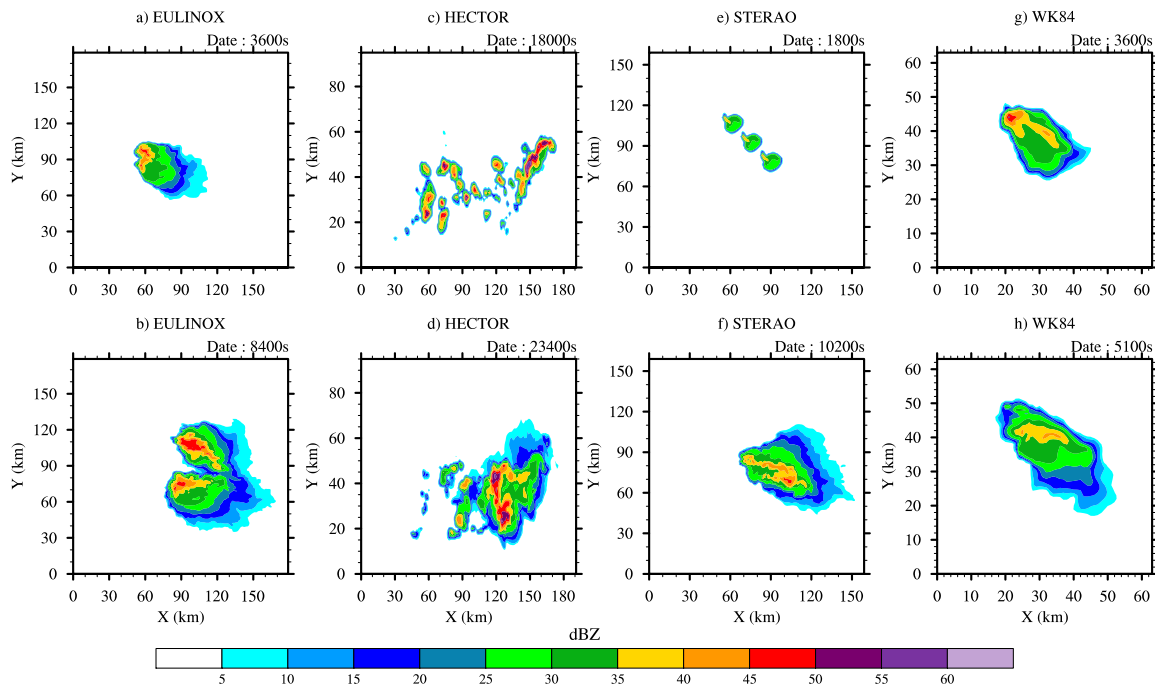 a) EULINOX
c) HECTOR
e) STERAO
g) WK84
Date : 3600s
Date : 18000s
Date : 1800s
Date : 3600s
Y (km)
150
120
90
60
30
0
0 30 60 90 120 150
Y (km)
80
60
40
20
0
0 30 60 90 120 150 180
Y (km)
150
120
90
60
30
0
0 30 60 90 120 150
Y (km)
60
50
40
30
20
10
0
0 10 20 30 40 50 60
b) EULINOX
d) HECTOR
f) STERAO
h) WK84
Date : 8400s
Date : 23400s
Date : 10200s
Date : 5100s
Y (km)
150
120
90
60
30
0
0 30 60 90 120 150
X (km)
Y (km)
80
60
40
20
0
0 30 60 90 120 150 180
X (km)
Y (km)
150
120
90
60
30
0
0 30 60 90 120 150
X (km)
Y (km)
60
50
40
30
20
10
0
0 10 20 30 40 50 60
X (km)
dBZ
5 10 15 20 25 30 35 40 45 50 55 60